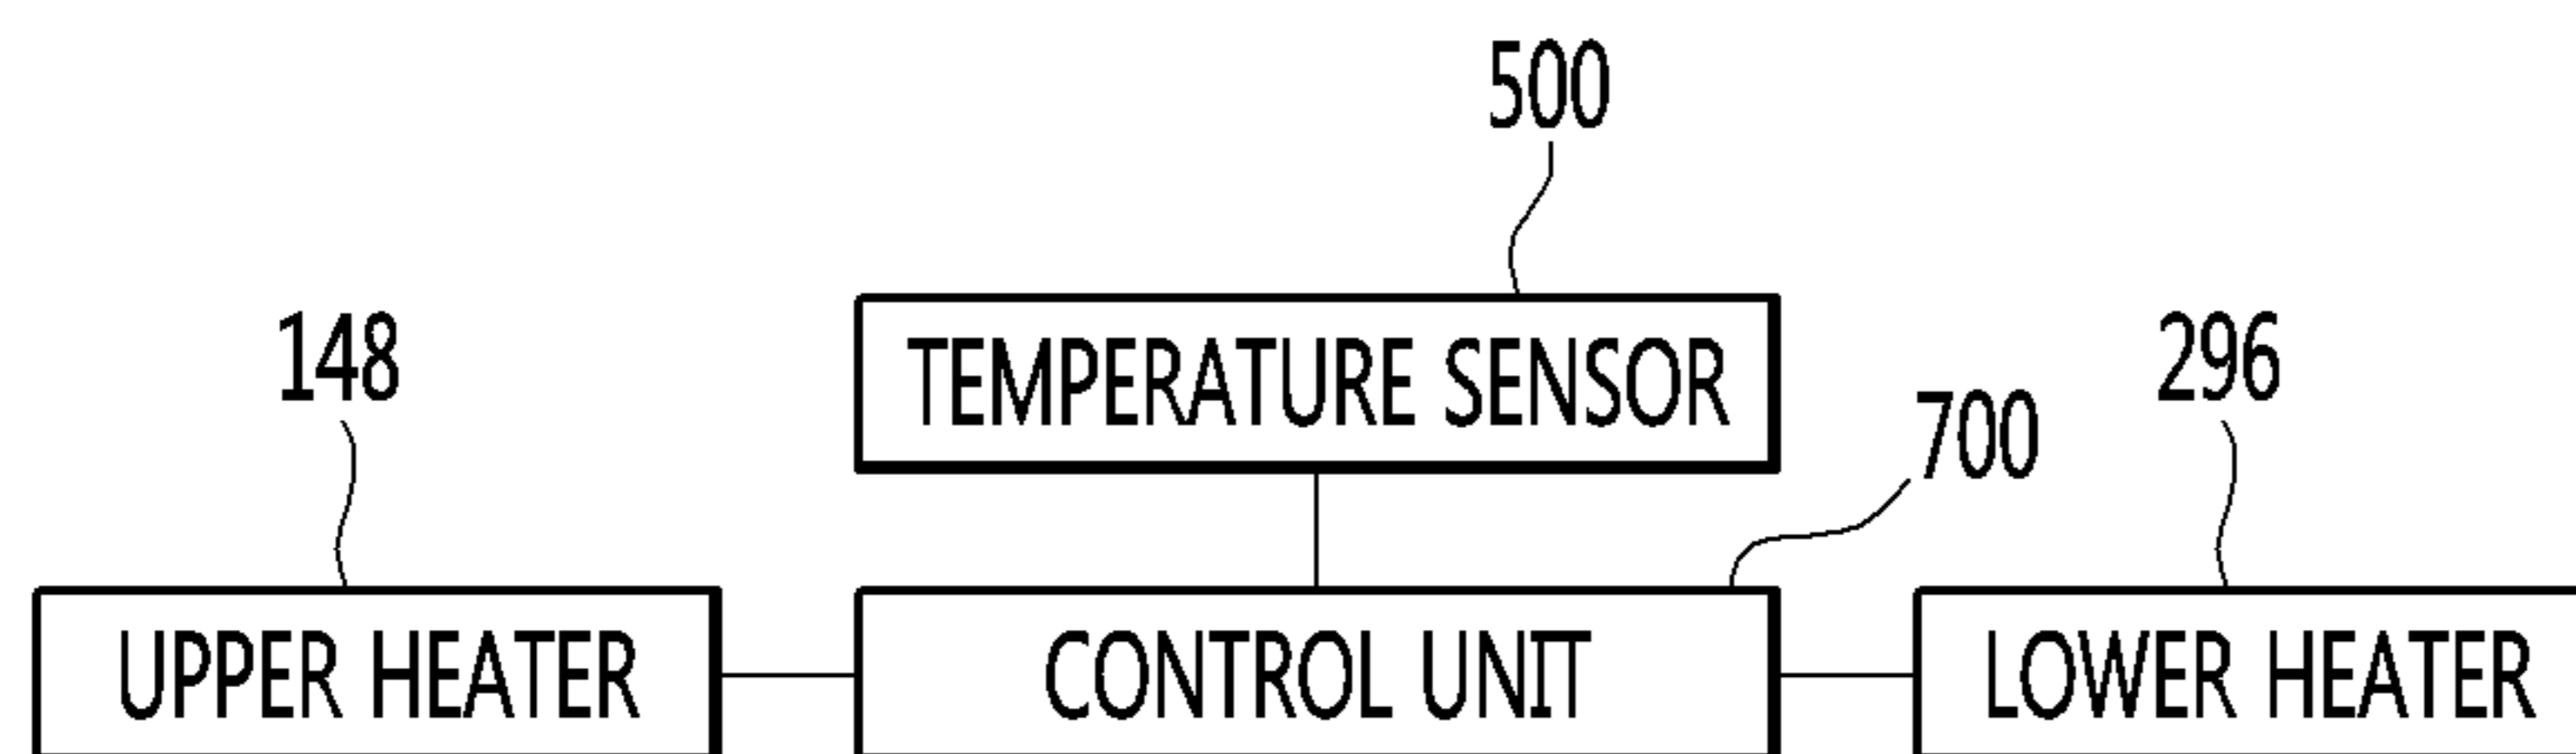 500
148
TEMPERATURE SENSOR
296
700
UPPER HEATER
CONTROL UNIT
LOWER HEATER